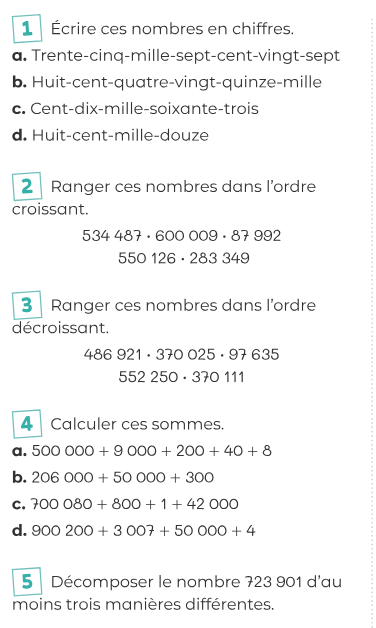 1 Écrire ces nombres en chiffres.
a. Trente-cinq-mille-sept-cent-vingt-sept
b. Huit-cent-quatre-vingt-quinze-mille
c. Cent-dix-mille-soixante-trois
d. Huit-cent-mille-douze
2 Ranger ces nombres dans l'ordre
croissant.
534 487 • 600 009 • 87 992
550 126 • 283 349
3 Ranger ces nombres dans l'ordre
décroissant.
486 921 • 370 025 • 97 635
552 250 • 370 111
4 Calculer ces sommes.
a. 500 000 + 9 000 + 200 + 40 + 8
b. 206 000 + 50 000 + 300
c. 700 080 + 800 + 1 + 42 000
d. 900 200 + 3 007 + 50 000 + 4
5 Décomposer le nombre 723 901 d'au
moins trois manières différentes.